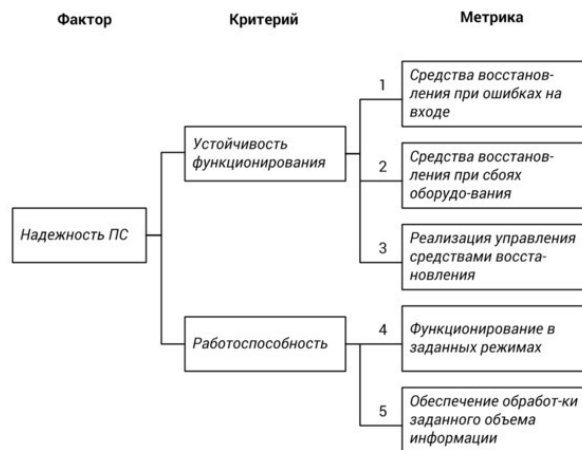 Фактор
Критерий
Метрика
1
Средства восстанов-
ления при ошибках на
входе
Устойчивость
функционирования
2
Средства восстанов-
ления при сбоях
оборудо-вания
Надежность ПС
3
Реализация управления
средствами восста-
новления
Работоспособность
4
Функционирование в
заданных режимах
5
Обеспечение обработ-ки
заданного объема
информации